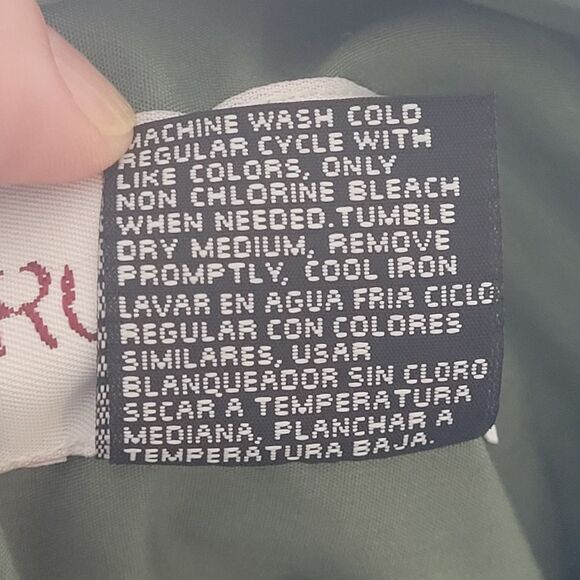 MACHINE WASH COLD
REGULAR CYCLE WITH
LIKE COLORS, ONLY
NON CHLORINE BLEACH
WHEN NEEDED.TUMBLE
DRY MEDIUM, REMOVE
PROMPTLY, COOL IRON
LAVAR EN AGUA FRIA CICLO
REGULAR CON COLORES
SIMILARES, USAR
BLANQUEADOR SIN CLORO
SECAR A TEMPERATURA
MEDIANA, PLANCHAR A
TEMPERATURA BAJA.